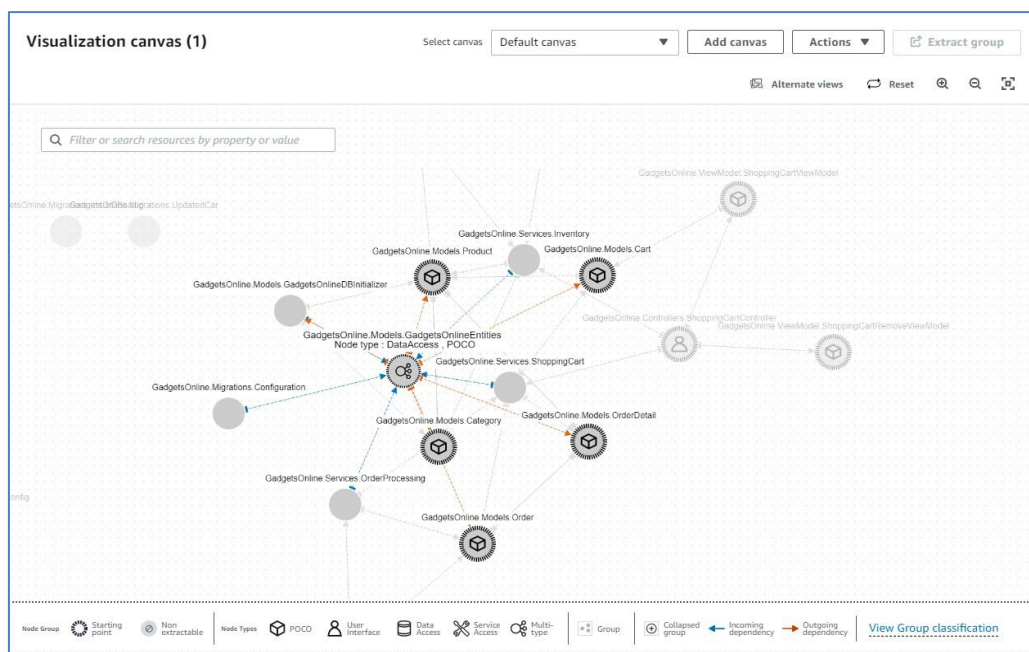 Visualization canvas (1)
Select canvas
Default canvas
Add canvas
Actions
Extract group
Alternate views
Reset
Filter or search resources by property or value
GadgetsOnline.ViewModel.ShoppingCartViewModel
GadgetsOnline.Services.Inventory
GadgetsOnline.Models.Product
GadgetsOnline.Models.Cart
GadgetsOnline.Models.GadgetsOnlineDBInitializer
GadgetsOnline.Controllers.ShoppingCartController
GadgetsOnline.ViewModel.ShoppingCartRemoveViewModel
GadgetsOnline.Models.GadgetsOnlineEntities
Node type : DataAccess , POCO
GadgetsOnline.Services.ShoppingCart
GadgetsOnline.Migrations.Configuration
GadgetsOnline.Models.Category
GadgetsOnline.Models.OrderDetail
GadgetsOnline.Services.OrderProcessing
onfig
GadgetsOnline.Models.Order
Node Group
Starting point
Non extractable
Node Types
POCO
User Interface
Data Access
Service Access
Multi-type
Group
Collapsed group
Incoming dependency
Outgoing dependency
View Group classification